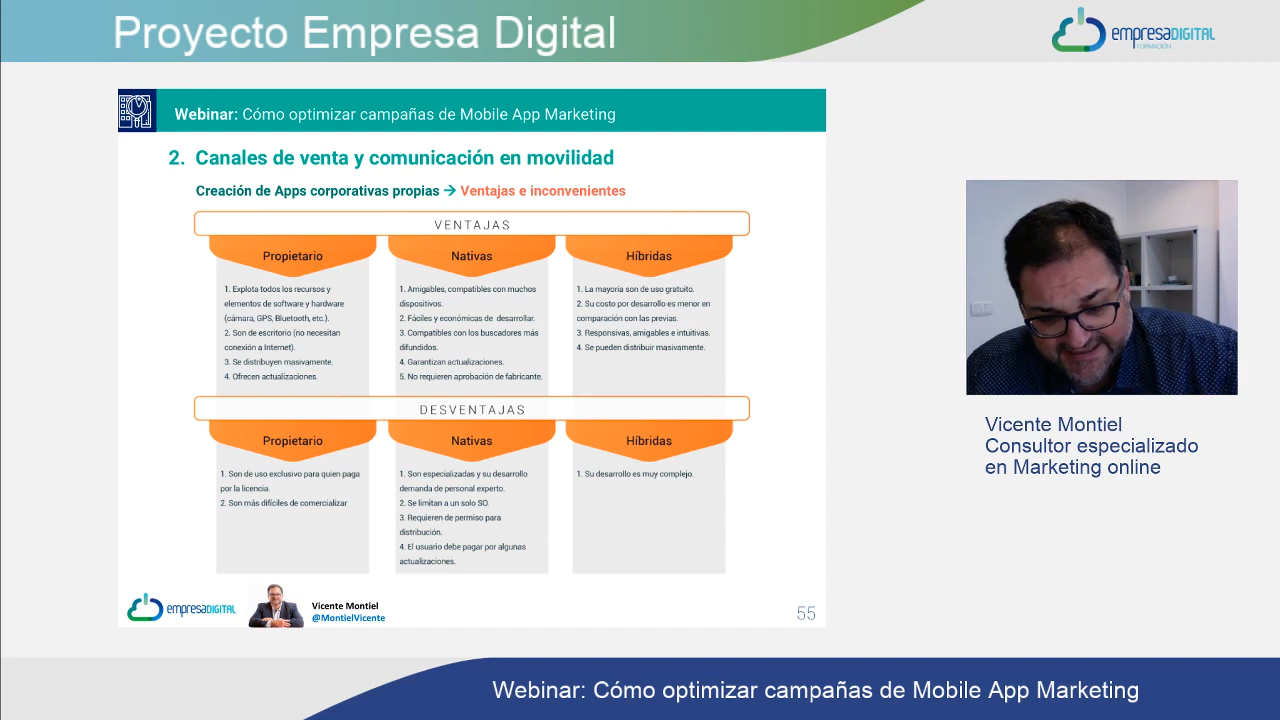 Proyecto Empresa Digital
empresaDIGITAL
FORMACIÓN
Webinar: Cómo optimizar campañas de Mobile App Marketing
2. Canales de venta y comunicación en movilidad
Creación de Apps corporativas propias → Ventajas e inconvenientes
VENTAJAS
Propietario
1. Explota todos los recursos y
elementos de software y hardware
(cámara, GPS, Bluetooth, etc.).
2. Son de escritorio (no necesitan
conexión a Internet).
3. Se distribuyen masivamente.
4. Ofrecen actualizaciones.
Nativas
1. Amigables, compatibles con muchos
dispositivos.
2. Fáciles y económicas de desarrollar.
3. Compatibles con los buscadores más
difundidos.
4. Garantizan actualizaciones.
5. No requieren aprobación de fabricante.
Híbridas
1. La mayoría son de uso gratuito.
2. Su costo por desarrollo es menor en
comparación con las previas.
3. Responsivas, amigables e intuitivas.
4. Se pueden distribuir masivamente.
DESVENTAJAS
Propietario
1. Son de uso exclusivo para quien paga
por la licencia.
2. Son más difíciles de comercializar
Nativas
1. Son especializadas y su desarrollo
demanda de personal experto.
2. Se limitan a un solo SO.
3. Requieren de permiso para
distribución.
4. El usuario debe pagar por algunas
actualizaciones.
Híbridas
1. Su desarrollo es muy complejo.
empresaDIGITAL
Vicente Montiel
@MontielVicente
55
Vicente Montiel
Consultor especializado
en Marketing online
Webinar: Cómo optimizar campañas de Mobile App Marketing